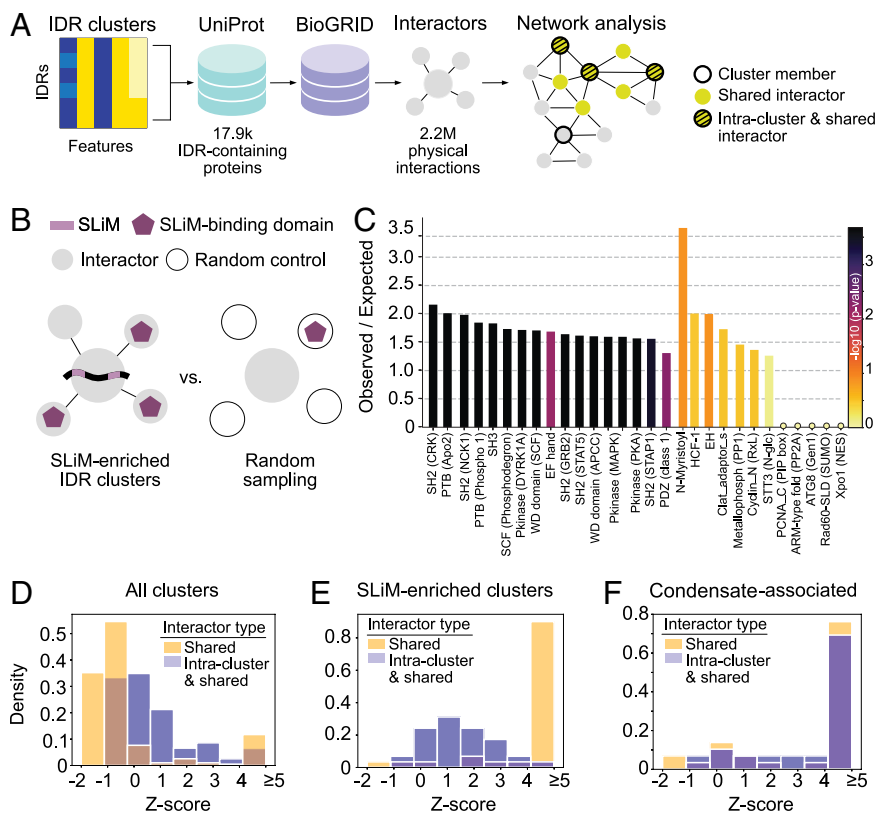 A
IDR clusters
UniProt
BioGRID
Interactors
Network analysis
IDRs
Features
17.9k
IDR-containing
proteins
2.2M
physical
interactions
Cluster member
Shared interactor
Intra-cluster & shared
interactor
B
SLiM
SLiM-binding domain
Interactor
Random control
vs.
SLiM-enriched
IDR clusters
Random
sampling
C
Observed / Expected
3.5
2.5
2.0
1.5
1.0
0.5
0
SH2 (CRK)
PTB (Apo2)
SH2 (NCK1)
PTB (Phospho 1)
SH3
SCF (Phosphodegron)
Pkinase (DYRK1A)
WD domain (SCF)
EF hand
SH2 (GRB2)
SH2 (STAT5)
WD domain (APCC)
Pkinase (MAPK)
Pkinase (PKA)
SH2 (STAP1)
PDZ (class 1)
N-Myristoyl
HCF-1
EH
Clat_adaptor_s
Metallophosph (PP1)
Cyclin_N (RxL)
STT3 (N-glc)
PCNA_C (PIP box)
ARM-type fold (PP2A)
ATG8 (Gen1)
Rad60-SLD (SUMO)
Xpo1 (NES)
-log10 (p-value)
3
2
1
0
D
All clusters
Interactor type
Shared
Intra-cluster
& shared
Density
0.5
0.4
0.3
0.2
0.1
0
-2 -1 0 1 2 3 4 ≥5
Z-score
E
SLiM-enriched clusters
Interactor type
Shared
Intra-cluster
& shared
0.8
0.6
0.4
0.2
0
-2 -1 0 1 2 3 4 ≥5
Z-score
F
Condensate-associated
Interactor type
Shared
Intra-cluster
& shared
0.8
0.6
0.4
0.2
0
-2 -1 0 1 2 3 4 ≥5
Z-score